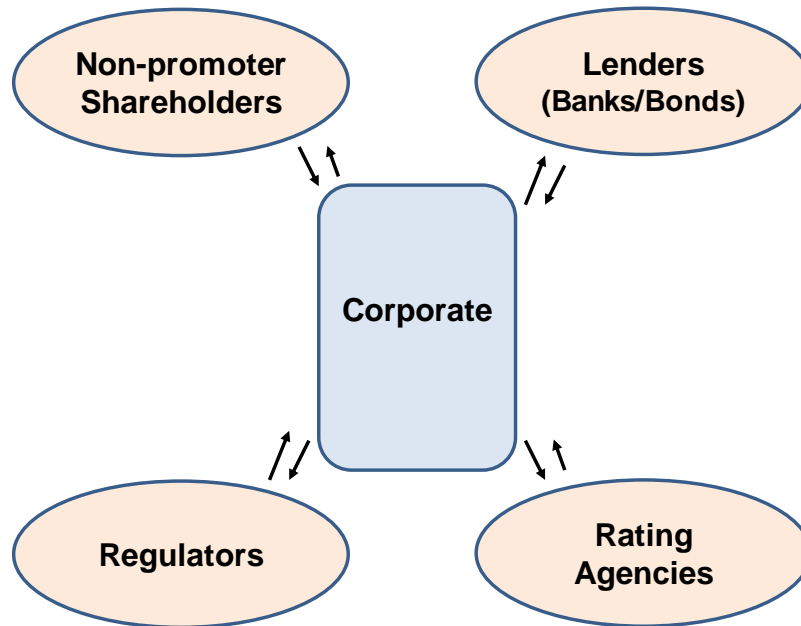 Non-promoter
Shareholders
Lenders
(Banks/Bonds)
Corporate
Regulators
Rating
Agencies